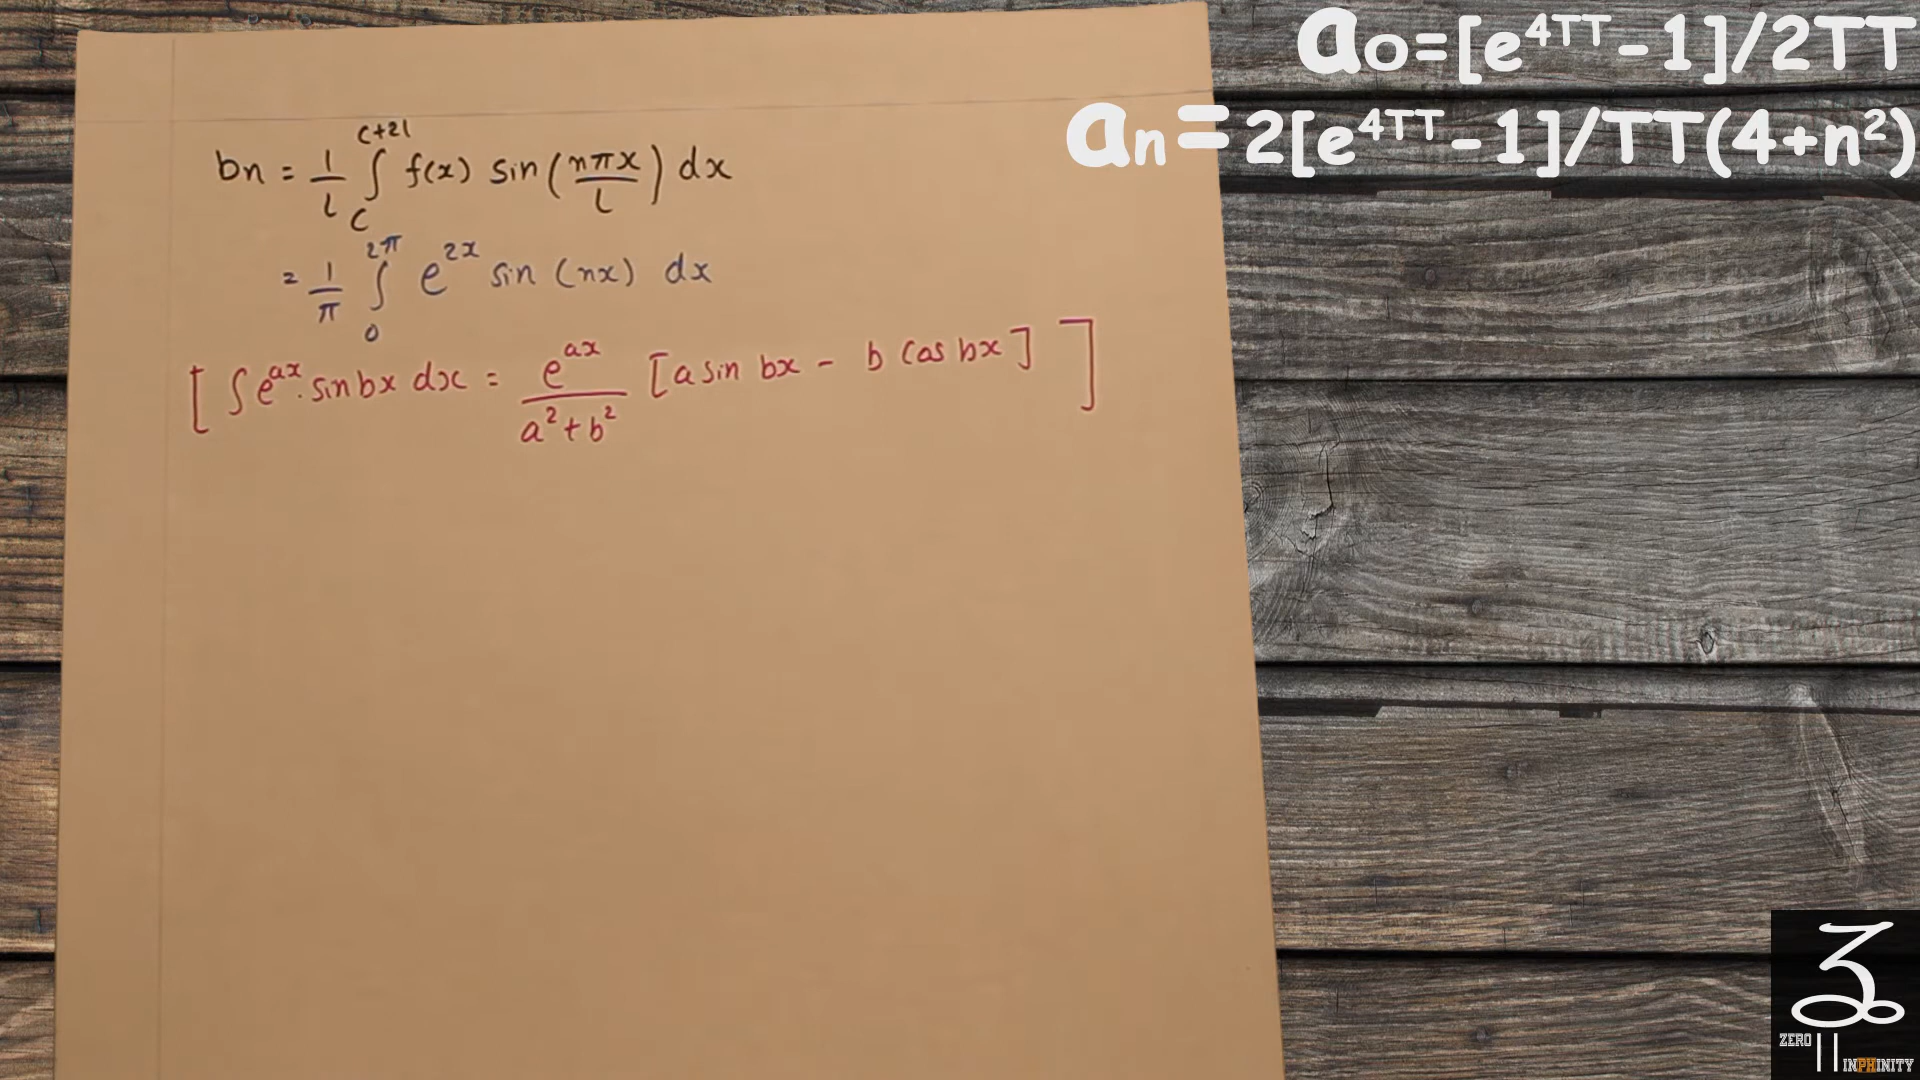 a₀=[e⁴ᵀᵀ-1]/2TT
aₙ=2[e⁴ᵀᵀ-1]/TT(4+n²)
bn = 1/l ∫_C^{C+2l} f(x) sin (nπx/l) dx
= 1/π ∫_0^{2π} e^{2x} sin (nx) dx
[ ∫e^{ax}. sin bx dx = e^{ax}/(a²+b²) [a sin bx - b Cos bx] ]
ZERO
INPHINITY